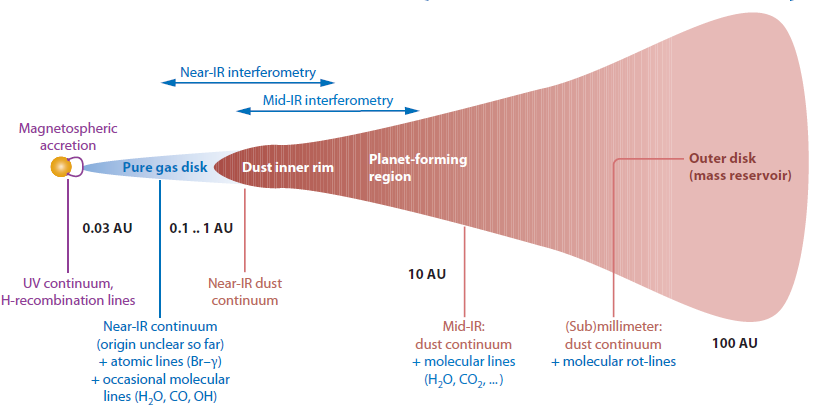 Near-IR interferometry
Mid-IR interferometry
Magnetospheric
accretion
Pure gas disk
Dust inner rim
Planet-forming
region
Outer disk
(mass reservoir)
0.03 AU
0.1 .. 1 AU
10 AU
100 AU
UV continuum,
H-recombination lines
Near-IR dust
continuum
Near-IR continuum
(origin unclear so far)
+ atomic lines (Br–γ)
+ occasional molecular
lines (H₂O, CO, OH)
Mid-IR:
dust continuum
+ molecular lines
(H₂O, CO₂, ...)
(Sub)millimeter:
dust continuum
+ molecular rot-lines